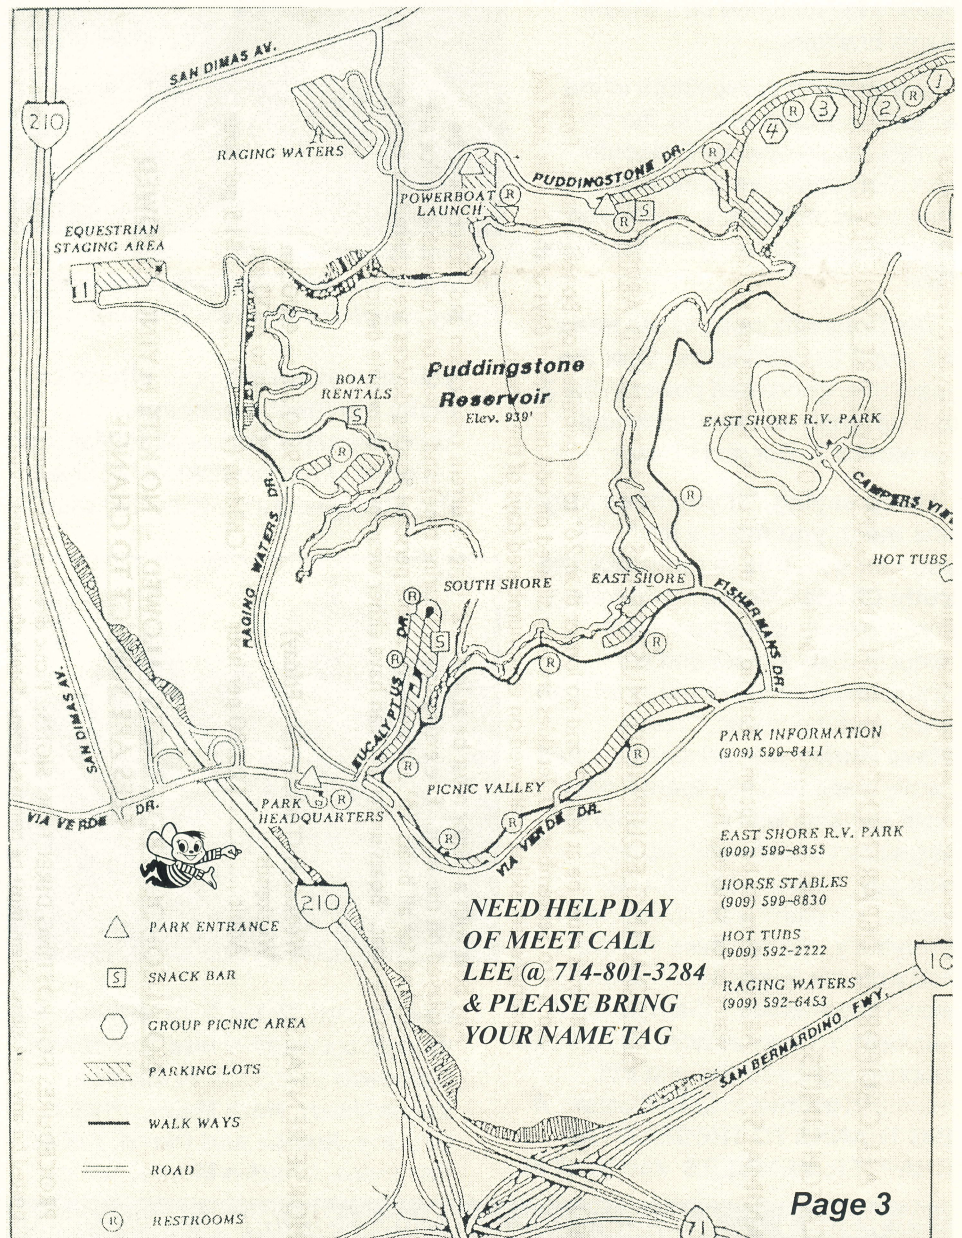 SAN DIMAS AV.
210
RAGING WATERS
1
R
2
3
R
4
R
PUDDINGSTONE DR.
POWERBOAT
LAUNCH
R
R
S
EQUESTRIAN
STAGING AREA
Puddingstone
Reservoir
Elev. 939'
BOAT
RENTALS
S
R
EAST SHORE R.V. PARK
CAMPERS VIEW
HOT TUBS
R
RAGING WATERS DR.
SOUTH SHORE
EAST SHORE
FISHERMANS DR.
R
R
S
R
R
EUCALYPTUS DR.
SAN DIMAS AV.
PARK INFORMATION
(909) 599-8411
R
R
PICNIC VALLEY
PARK
HEADQUARTERS
R
R
R
VIA VERDE DR.
VIA VERDE DR.
EAST SHORE R.V. PARK
(909) 599-8355
HORSE STABLES
(909) 599-8830
HOT TUBS
(909) 592-2222
RAGING WATERS
(909) 592-6453
210
NEED HELP DAY
OF MEET CALL
LEE @ 714-801-3284
& PLEASE BRING
YOUR NAME TAG
10
SAN BERNARDINO FWY.
PARK ENTRANCE
S SNACK BAR
GROUP PICNIC AREA
PARKING LOTS
WALK WAYS
ROAD
R RESTROOMS
71
Page 3